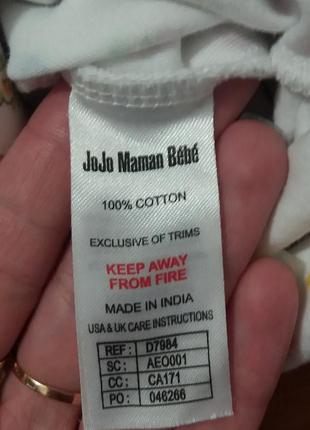 JoJo Maman Bébé
100% COTTON
EXCLUSIVE OF TRIMS
KEEP AWAY
FROM FIRE
MADE IN INDIA
USA & UK CARE INSTRUCTIONS
REF: D7984
SC: AEO001
CC: CA171
PO: 046266